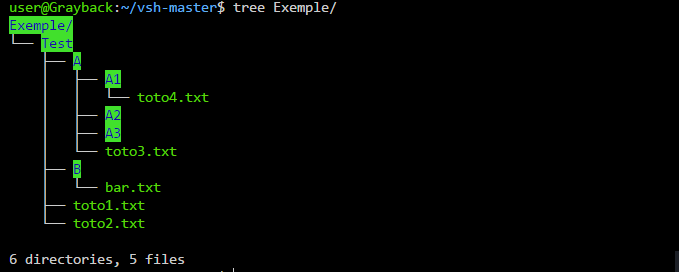 user@Grayback:~/vsh-master$ tree Exemple/
Exemple/
└── Test
    ├── A
    │   ├── A1
    │   │   └── toto4.txt
    │   ├── A2
    │   ├── A3
    │   └── toto3.txt
    ├── B
    │   └── bar.txt
    ├── toto1.txt
    └── toto2.txt

6 directories, 5 files